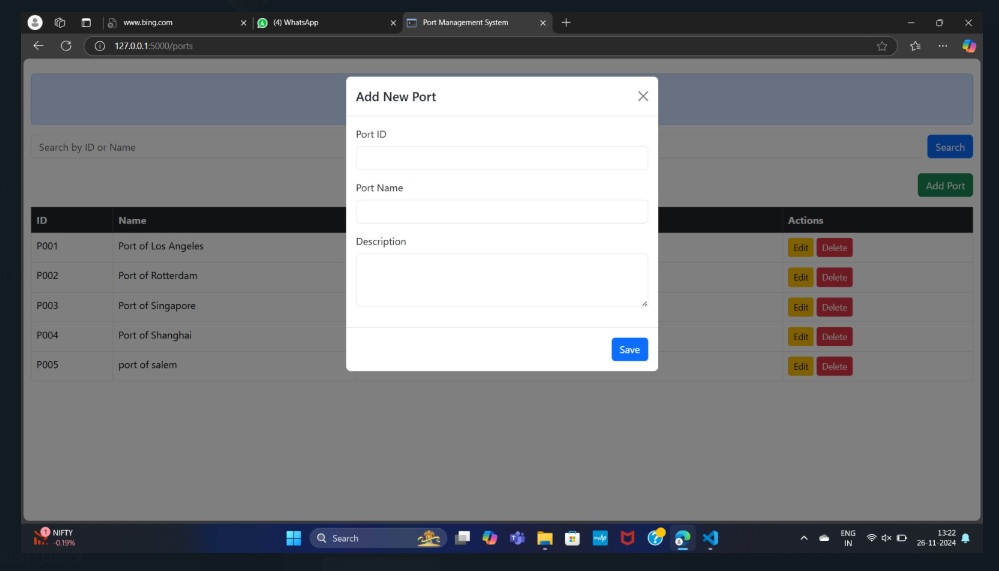 www.bing.com
(4) WhatsApp
Port Management System
127.0.0.1:5000/ports
Add New Port
Port ID
Port Name
Description
Save
Search by ID or Name
Search
Add Port
ID Name Actions
P001 Port of Los Angeles Edit Delete
P002 Port of Rotterdam Edit Delete
P003 Port of Singapore Edit Delete
P004 Port of Shanghai Edit Delete
P005 port of salem Edit Delete
1
NIFTY
-0.19%
Search
ENG
IN
13:22
26-11-2024